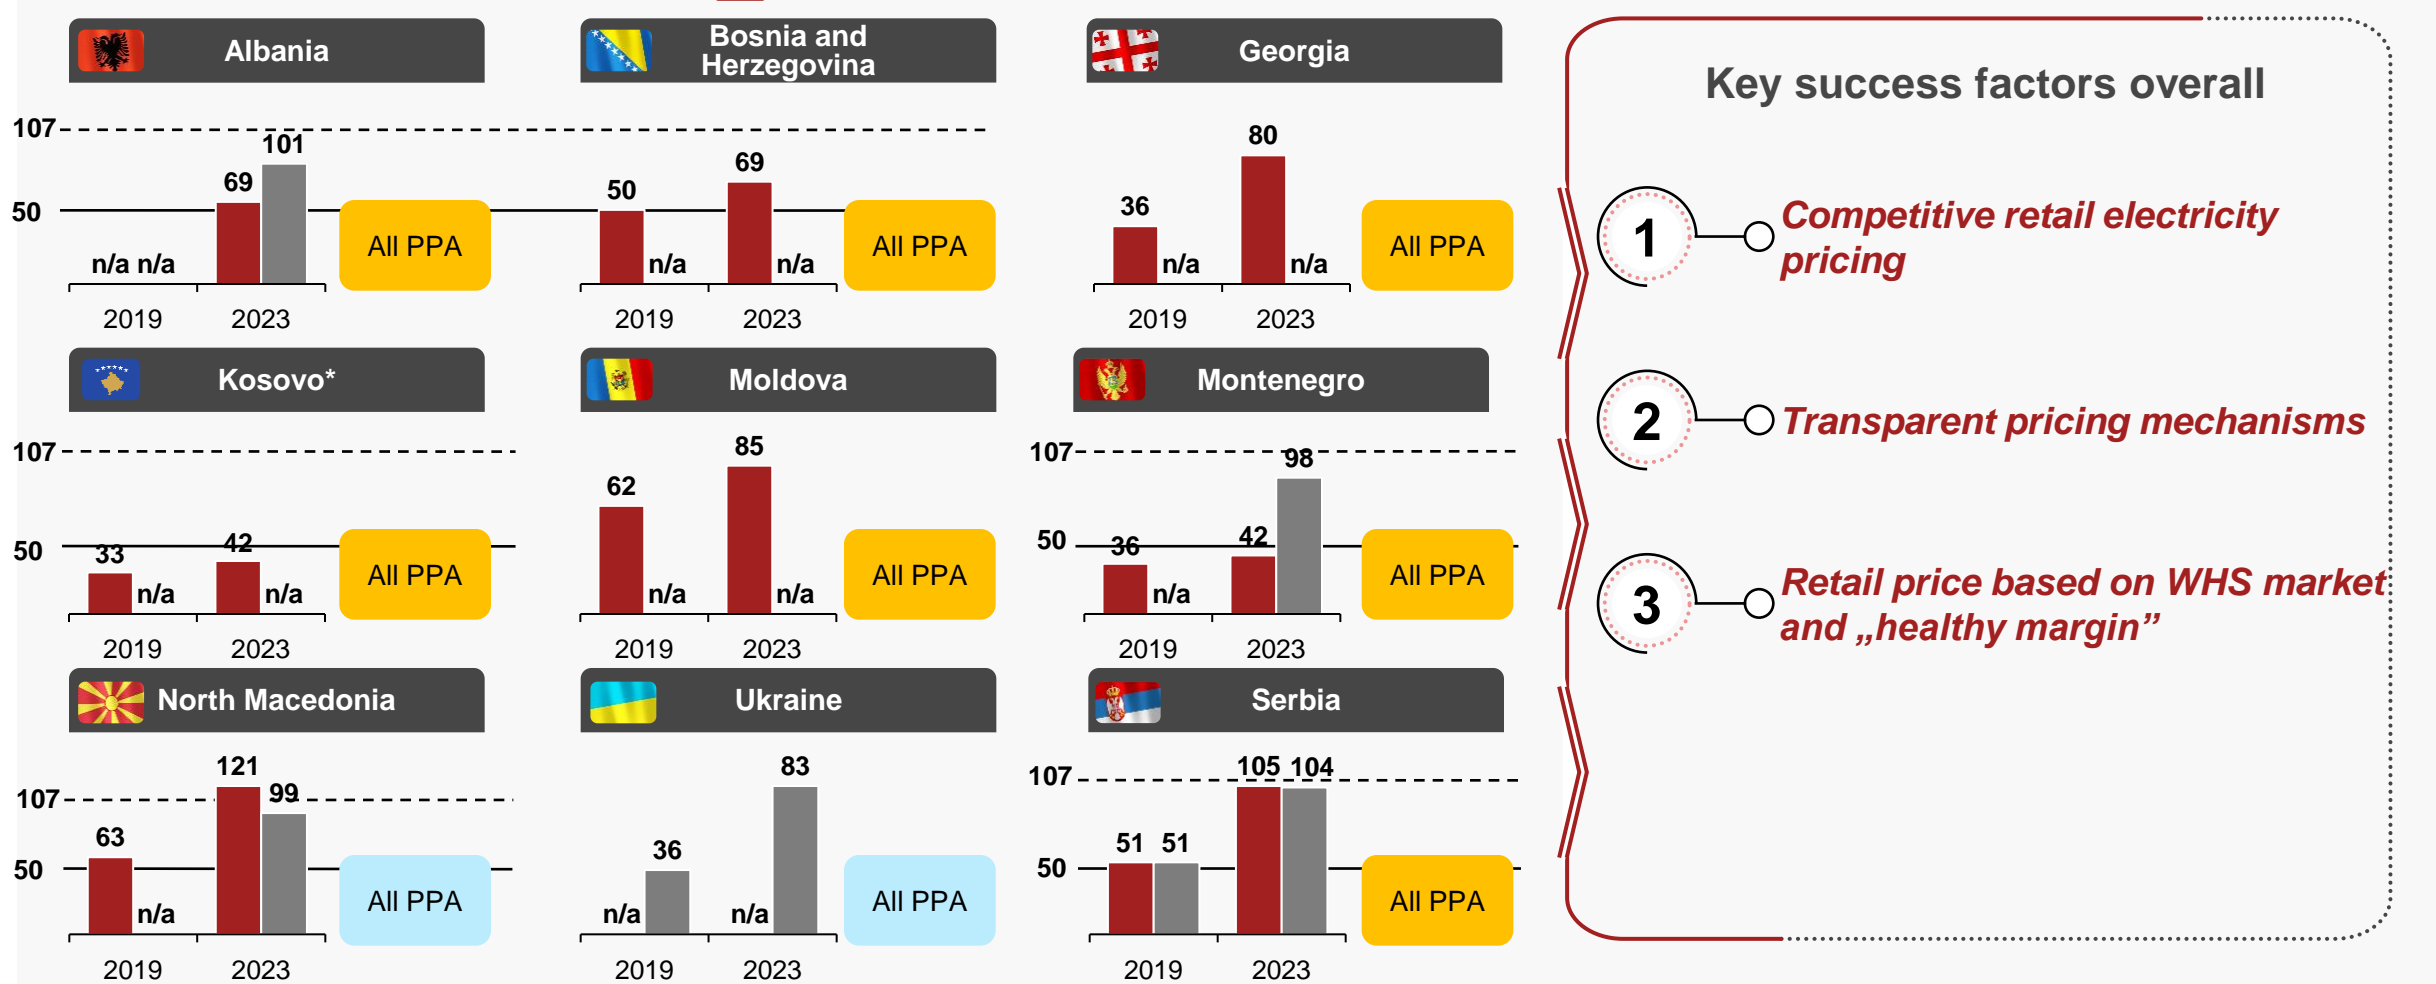 Albania
107
101
69
50
n/a n/a
All PPA
2019 2023
Bosnia and
Herzegovina
69
50
n/a n/a
All PPA
2019 2023
Georgia
80
36
n/a n/a
All PPA
2019 2023
Kosovo*
107
50
33 42
n/a n/a
All PPA
2019 2023
Moldova
85
62
n/a n/a
All PPA
2019 2023
Montenegro
107
98
50
36 42
n/a
All PPA
2019 2023
North Macedonia
121
107
99
63
50
n/a
All PPA
2019 2023
Ukraine
83
36
n/a n/a
All PPA
2019 2023
Serbia
107
105 104
51 51
50
All PPA
2019 2023
Key success factors overall
1
Competitive retail electricity
pricing
2
Transparent pricing mechanisms
3
Retail price based on WHS market
and „healthy margin”